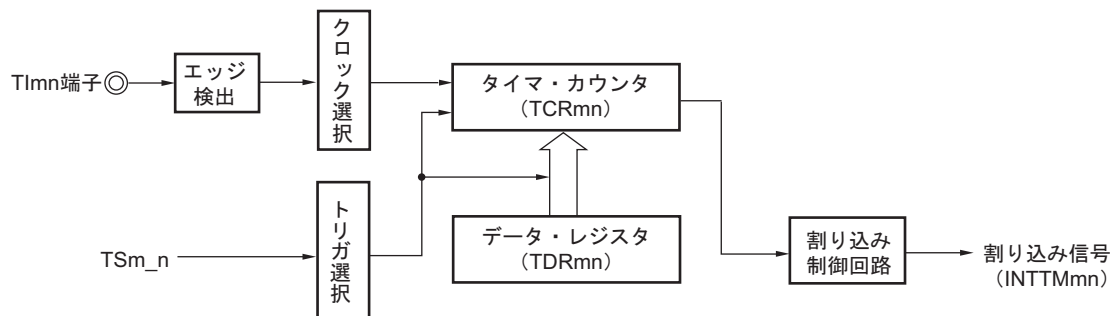 TImn端子
エッジ
検出
クロック選択
タイマ・カウンタ
（TCRmn）
TSm_n
トリガ選択
データ・レジスタ
（TDRmn）
割り込み
制御回路
割り込み信号
（INTTMmn）